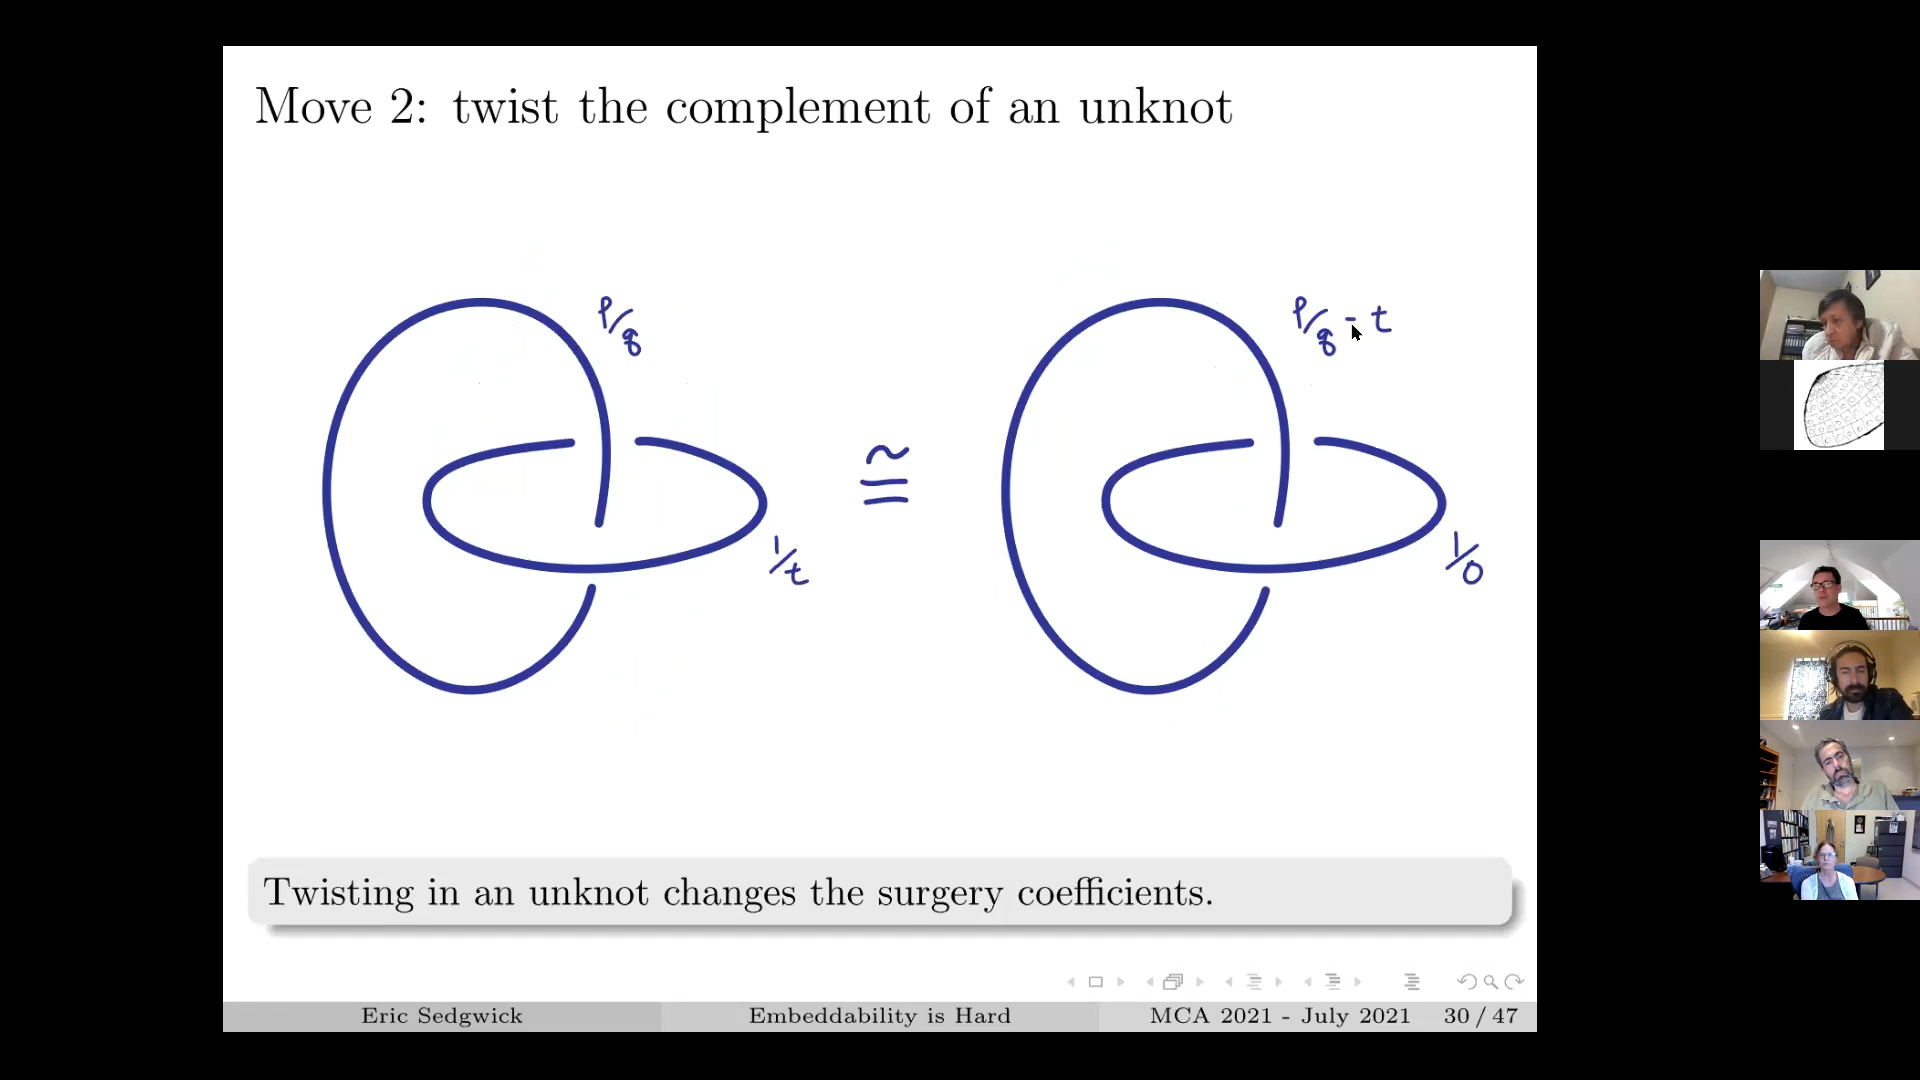 Move 2: twist the complement of an unknot
p/q
p/q - t
≅
1/t
1/0
Twisting in an unknot changes the surgery coefficients.
Eric Sedgwick
Embeddability is Hard
MCA 2021 - July 2021
30 / 47